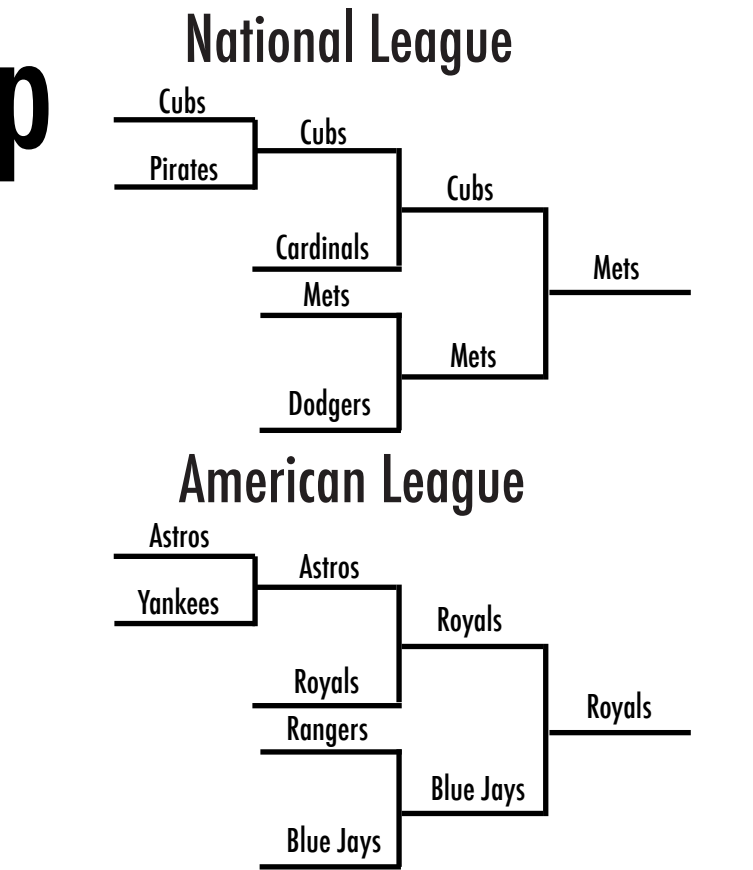 p
National League
Cubs
Cubs
Pirates
Cubs
Cardinals
Mets
Mets
Mets
Dodgers
American League
Astros
Astros
Yankees
Royals
Royals
Royals
Rangers
Blue Jays
Blue Jays